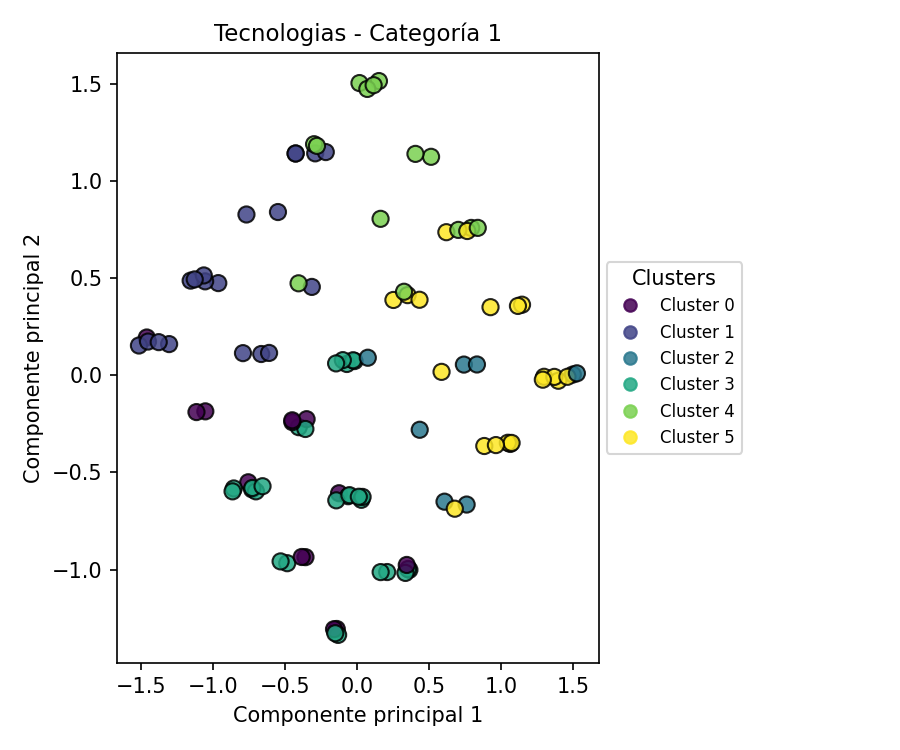 Tecnologias - Categoría 1
Componente principal 2
1.5
1.0
0.5
0.0
−0.5
−1.0
−1.5
−1.0
−0.5
0.0
0.5
1.0
1.5
Componente principal 1
Clusters
Cluster 0
Cluster 1
Cluster 2
Cluster 3
Cluster 4
Cluster 5